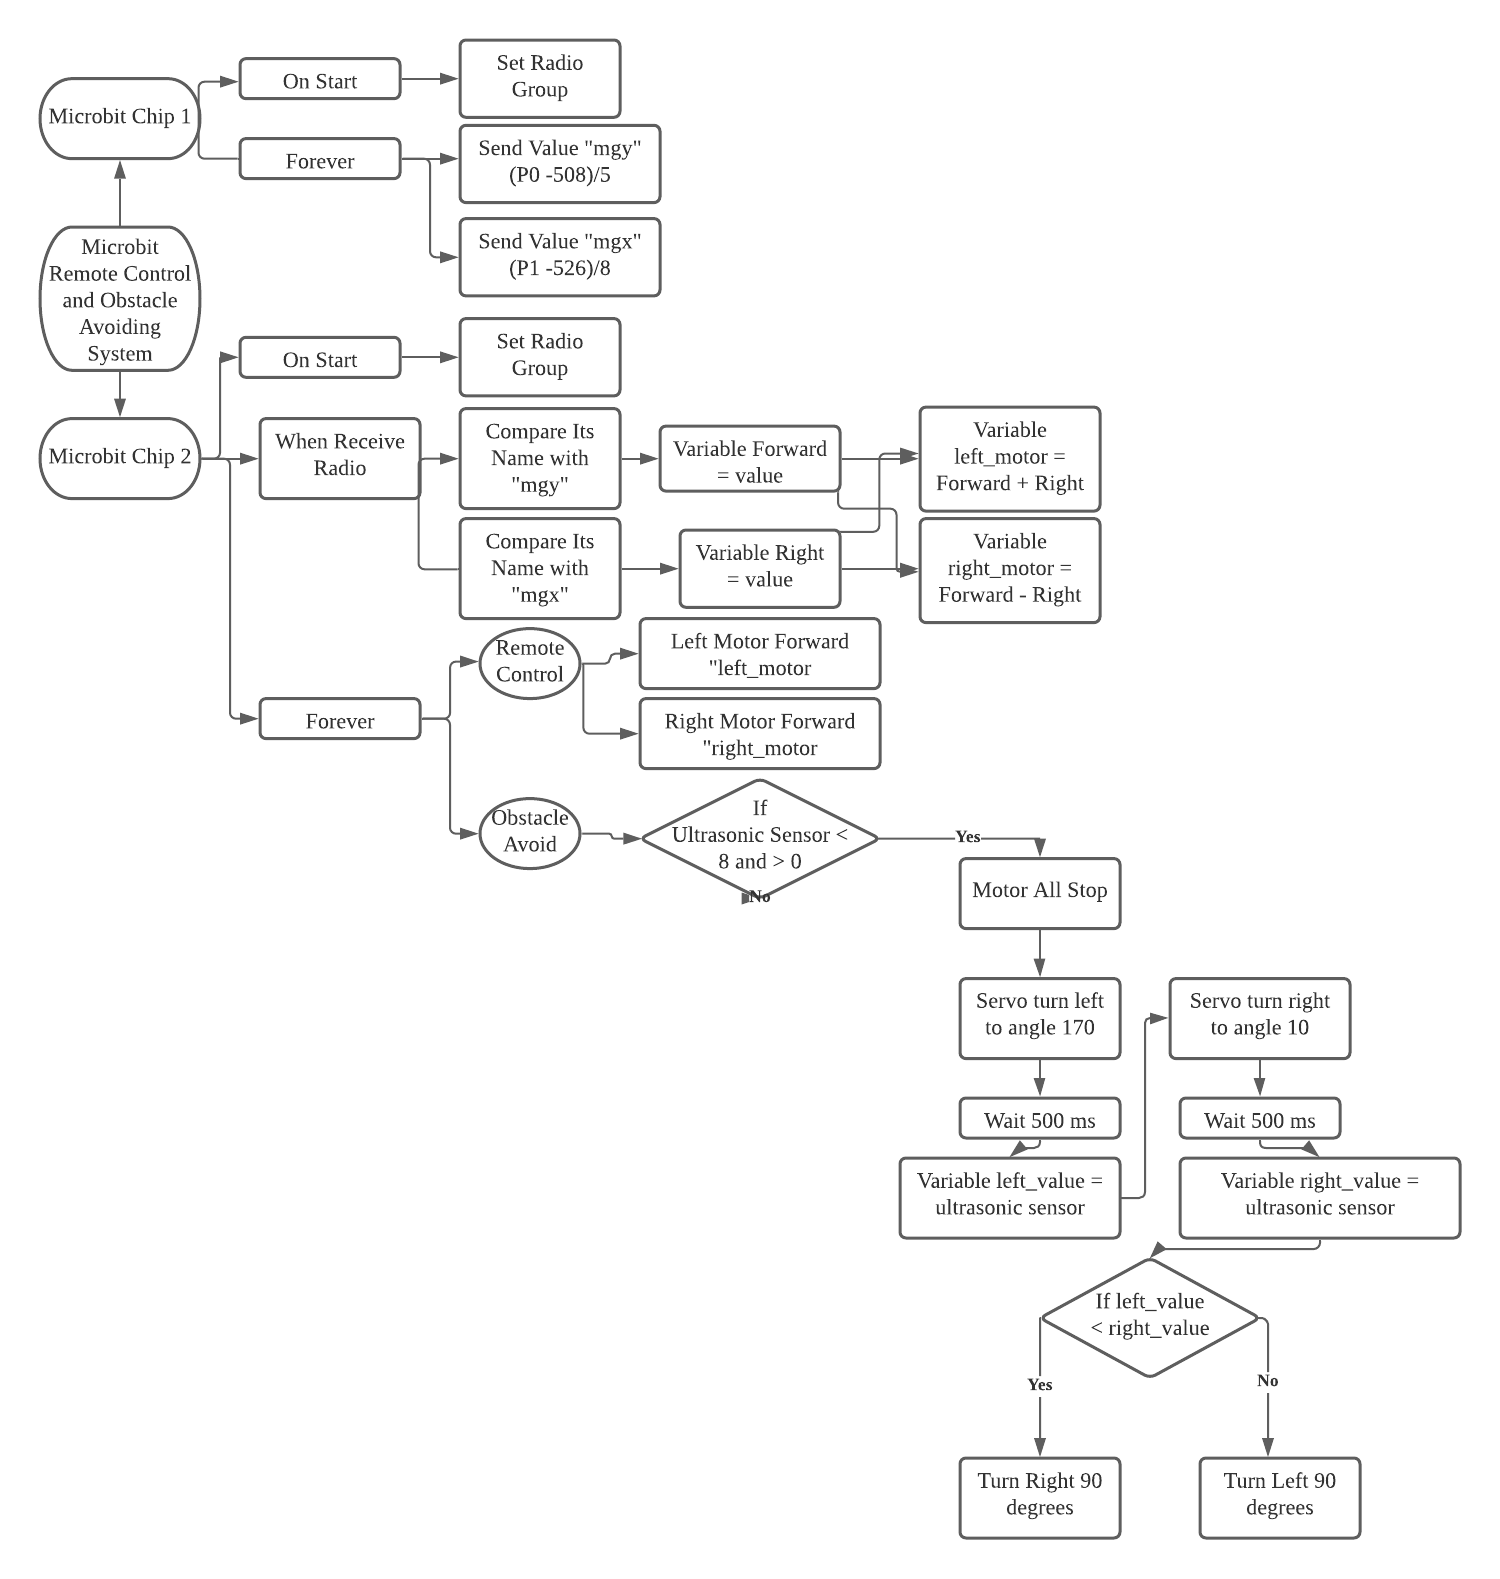 Microbit Chip 1
On Start
Set Radio
Group
Forever
Send Value "mgy"
(P0 -508)/5
Send Value "mgx"
(P1 -526)/8
Microbit
Remote Control
and Obstacle
Avoiding
System
On Start
Set Radio
Group
Microbit Chip 2
When Receive
Radio
Compare Its
Name with
"mgy"
Variable Forward
= value
Variable
left_motor =
Forward + Right
Compare Its
Name with
"mgx"
Variable Right
= value
Variable
right_motor =
Forward - Right
Forever
Remote
Control
Left Motor Forward
"left_motor
Right Motor Forward
"right_motor
Obstacle
Avoid
If
Ultrasonic Sensor <
8 and > 0
Yes
No
Motor All Stop
Servo turn left
to angle 170
Servo turn right
to angle 10
Wait 500 ms
Wait 500 ms
Variable left_value =
ultrasonic sensor
Variable right_value =
ultrasonic sensor
If left_value
< right_value
Yes
No
Turn Right 90
degrees
Turn Left 90
degrees